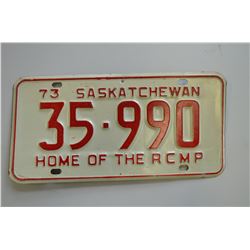 73 SASKATCHEWAN
35·990
HOME OF THE RCMP